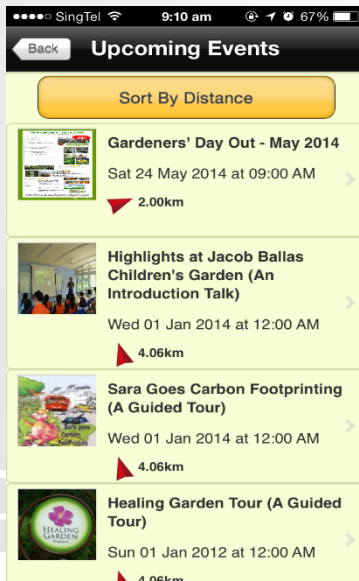 SingTel 9:10 am 67%
Back Upcoming Events
Sort By Distance
Gardeners' Day Out - May 2014
Sat 24 May 2014 at 09:00 AM
2.00km
Highlights at Jacob Ballas
Children's Garden (An
Introduction Talk)
Wed 01 Jan 2014 at 12:00 AM
4.06km
Sara Goes Carbon Footprinting
(A Guided Tour)
Wed 01 Jan 2014 at 12:00 AM
4.06km
HEALING
GARDEN
Healing Garden Tour (A Guided
Tour)
Sun 01 Jan 2012 at 12:00 AM
4.06km